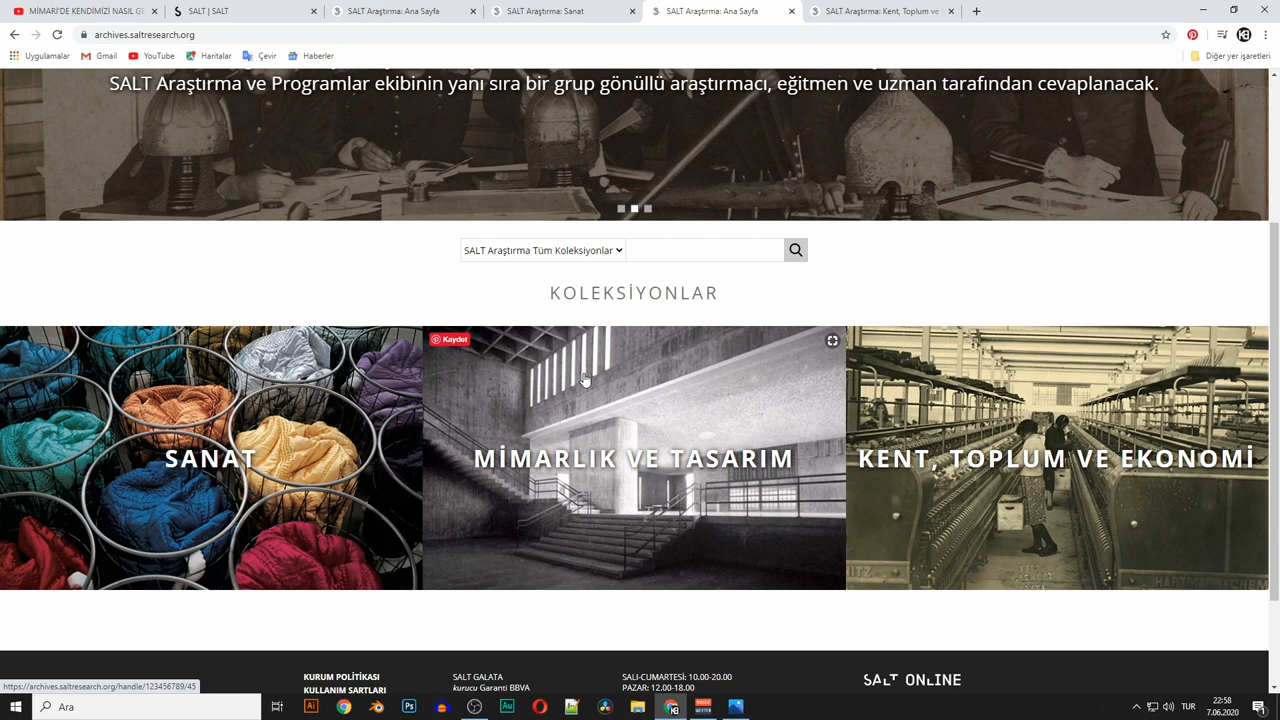 MİMARİ'DE KENDİMİZİ NASIL GE
SALT | SALT
SALT Araştırma: Ana Sayfa
SALT Araştırma: Sanat
SALT Araştırma: Ana Sayfa
SALT Araştırma: Kent, Toplum ve
archives.saltresearch.org
Uygulamalar
Gmail
YouTube
Haritalar
Çevir
Haberler
Diğer yer işaretleri
SALT Araştırma ve Programlar ekibinin yanı sıra bir grup gönüllü araştırmacı, eğitmen ve uzman tarafından cevaplanacak.
SALT Araştırma Tüm Koleksiyonlar
KOLEKSİYONLAR
Kaydet
SANAT
MİMARLIK VE TASARIM
KENT, TOPLUM VE EKONOMİ
KURUM POLİTİKASI
KULLANIM ŞARTLARI
SALT GALATA
kurucu Garanti BBVA
SALI-CUMARTESİ: 10.00-20.00
PAZAR: 12.00-18.00
SALT ONLINE
https://archives.saltresearch.org/handle/123456789/45
Ara
Ai
Ps
Au
TUR
22:58
7.06.2020